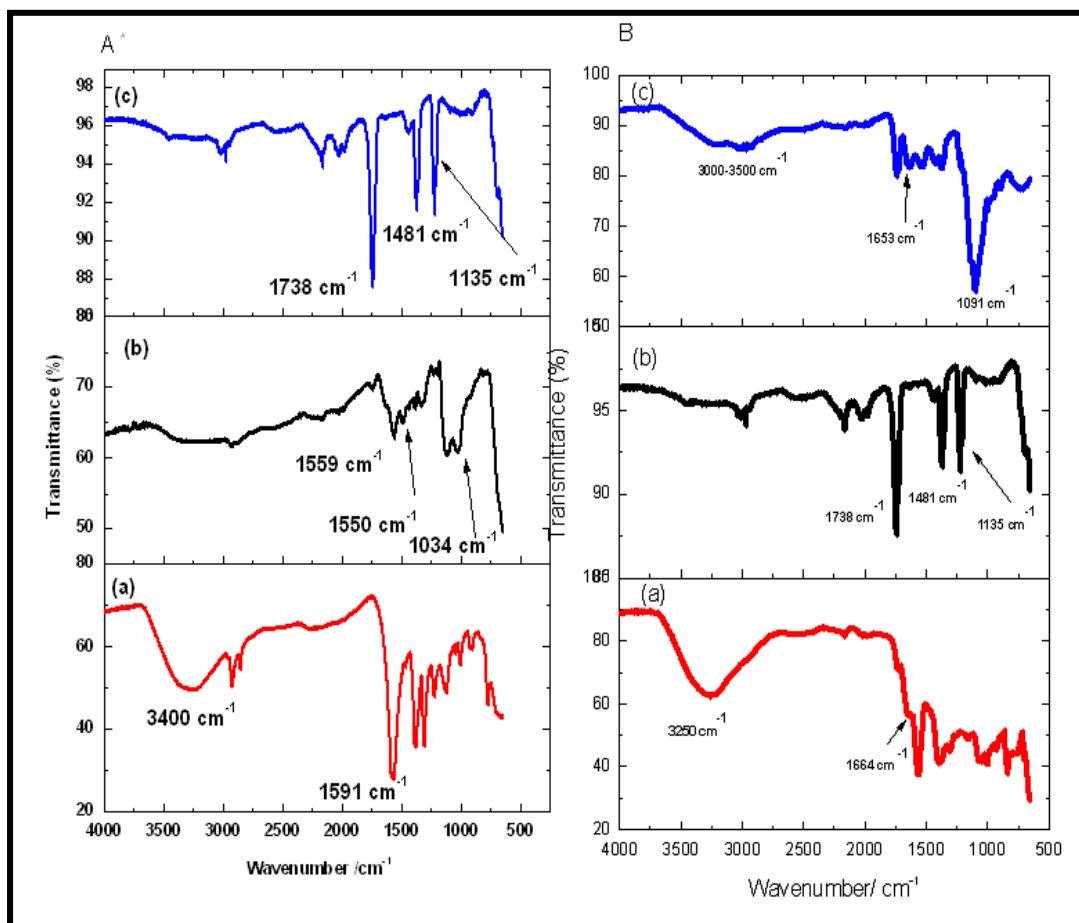 A
(c)
98
96
94
92
90
88
1481 cm-1
1738 cm-1
1135 cm-1
(b)
70
60
50
1559 cm-1
1550 cm-1
1034 cm-1
80
(a)
60
40
20
3400 cm-1
1591 cm-1
4000 3500 3000 2500 2000 1500 1000 500
Transmittance (%)
Wavenumber /cm-1
B
(c)
100
90
80
70
60
50
3000-3500 cm-1
1653 cm-1
1091 cm-1
(b)
95
90
1738 cm-1
1481 cm-1
1135 cm-1
(a)
80
60
40
20
3250 cm-1
1664 cm-1
4000 3500 3000 2500 2000 1500 1000 500
Transmittance (%)
Wavenumber/ cm-1